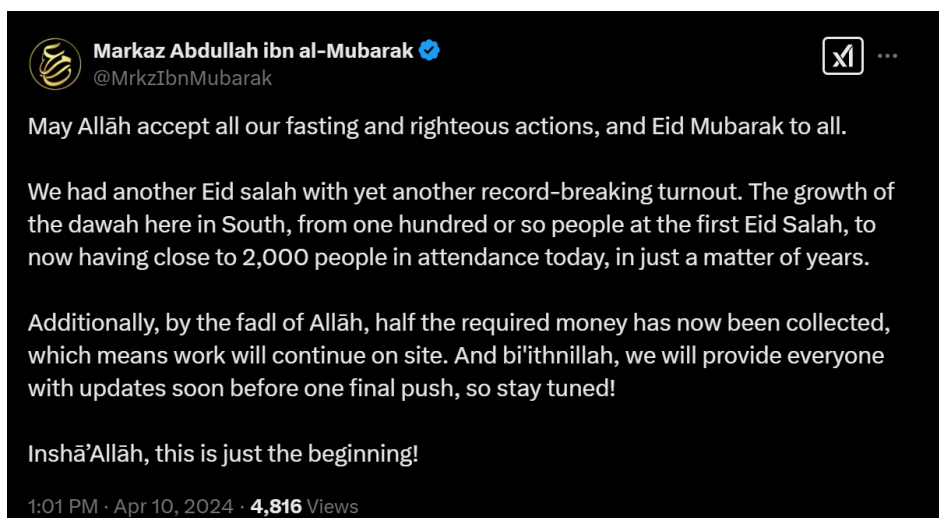 Markaz Abdullah ibn al-Mubarak
@MrkzIbnMubarak
May Allāh accept all our fasting and righteous actions, and Eid Mubarak to all.
We had another Eid salah with yet another record-breaking turnout. The growth of
the dawah here in South, from one hundred or so people at the first Eid Salah, to
now having close to 2,000 people in attendance today, in just a matter of years.
Additionally, by the fadl of Allāh, half the required money has now been collected,
which means work will continue on site. And bi'ithnillah, we will provide everyone
with updates soon before one final push, so stay tuned!
Inshā’Allāh, this is just the beginning!
1:01 PM · Apr 10, 2024 · 4,816 Views